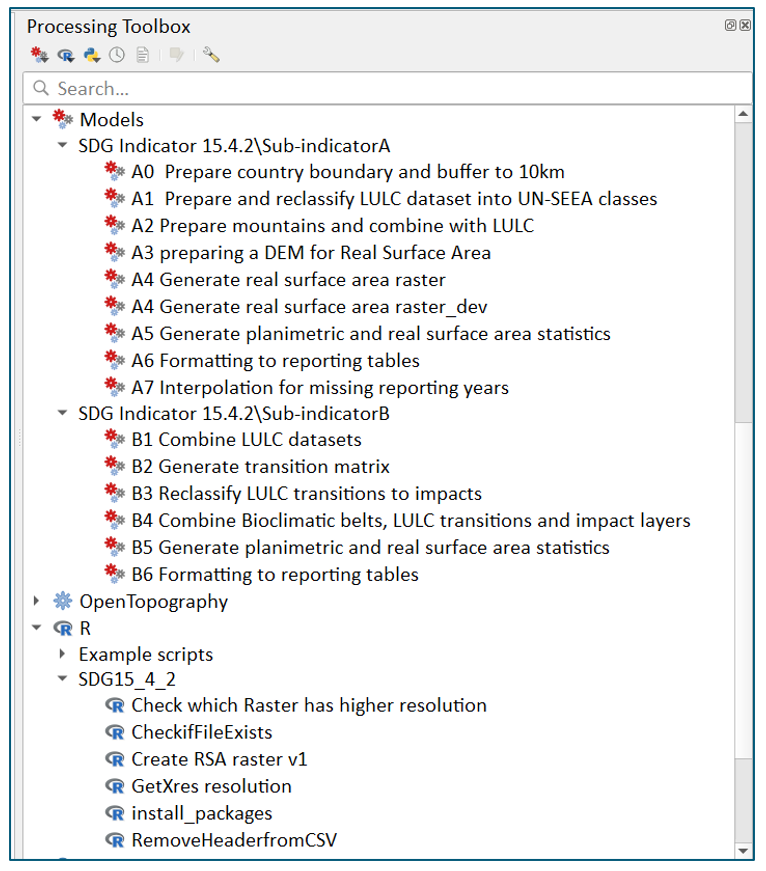 Processing Toolbox
Search...
Models
SDG Indicator 15.4.2\Sub-indicatorA
A0  Prepare country boundary and buffer to 10km
A1  Prepare and reclassify LULC dataset into UN-SEEA classes
A2 Prepare mountains and combine with LULC
A3 preparing a DEM for Real Surface Area
A4 Generate real surface area raster
A4 Generate real surface area raster_dev
A5 Generate planimetric and real surface area statistics
A6 Formatting to reporting tables
A7 Interpolation for missing reporting years
SDG Indicator 15.4.2\Sub-indicatorB
B1 Combine LULC datasets
B2 Generate transition matrix
B3 Reclassify LULC transitions to impacts
B4 Combine Bioclimatic belts, LULC transitions and impact layers
B5 Generate planimetric and real surface area statistics
B6 Formatting to reporting tables
OpenTopography
R
Example scripts
SDG15_4_2
R Check which Raster has higher resolution
R CheckifFileExists
R Create RSA raster v1
R GetXres resolution
R install_packages
R RemoveHeaderfromCSV